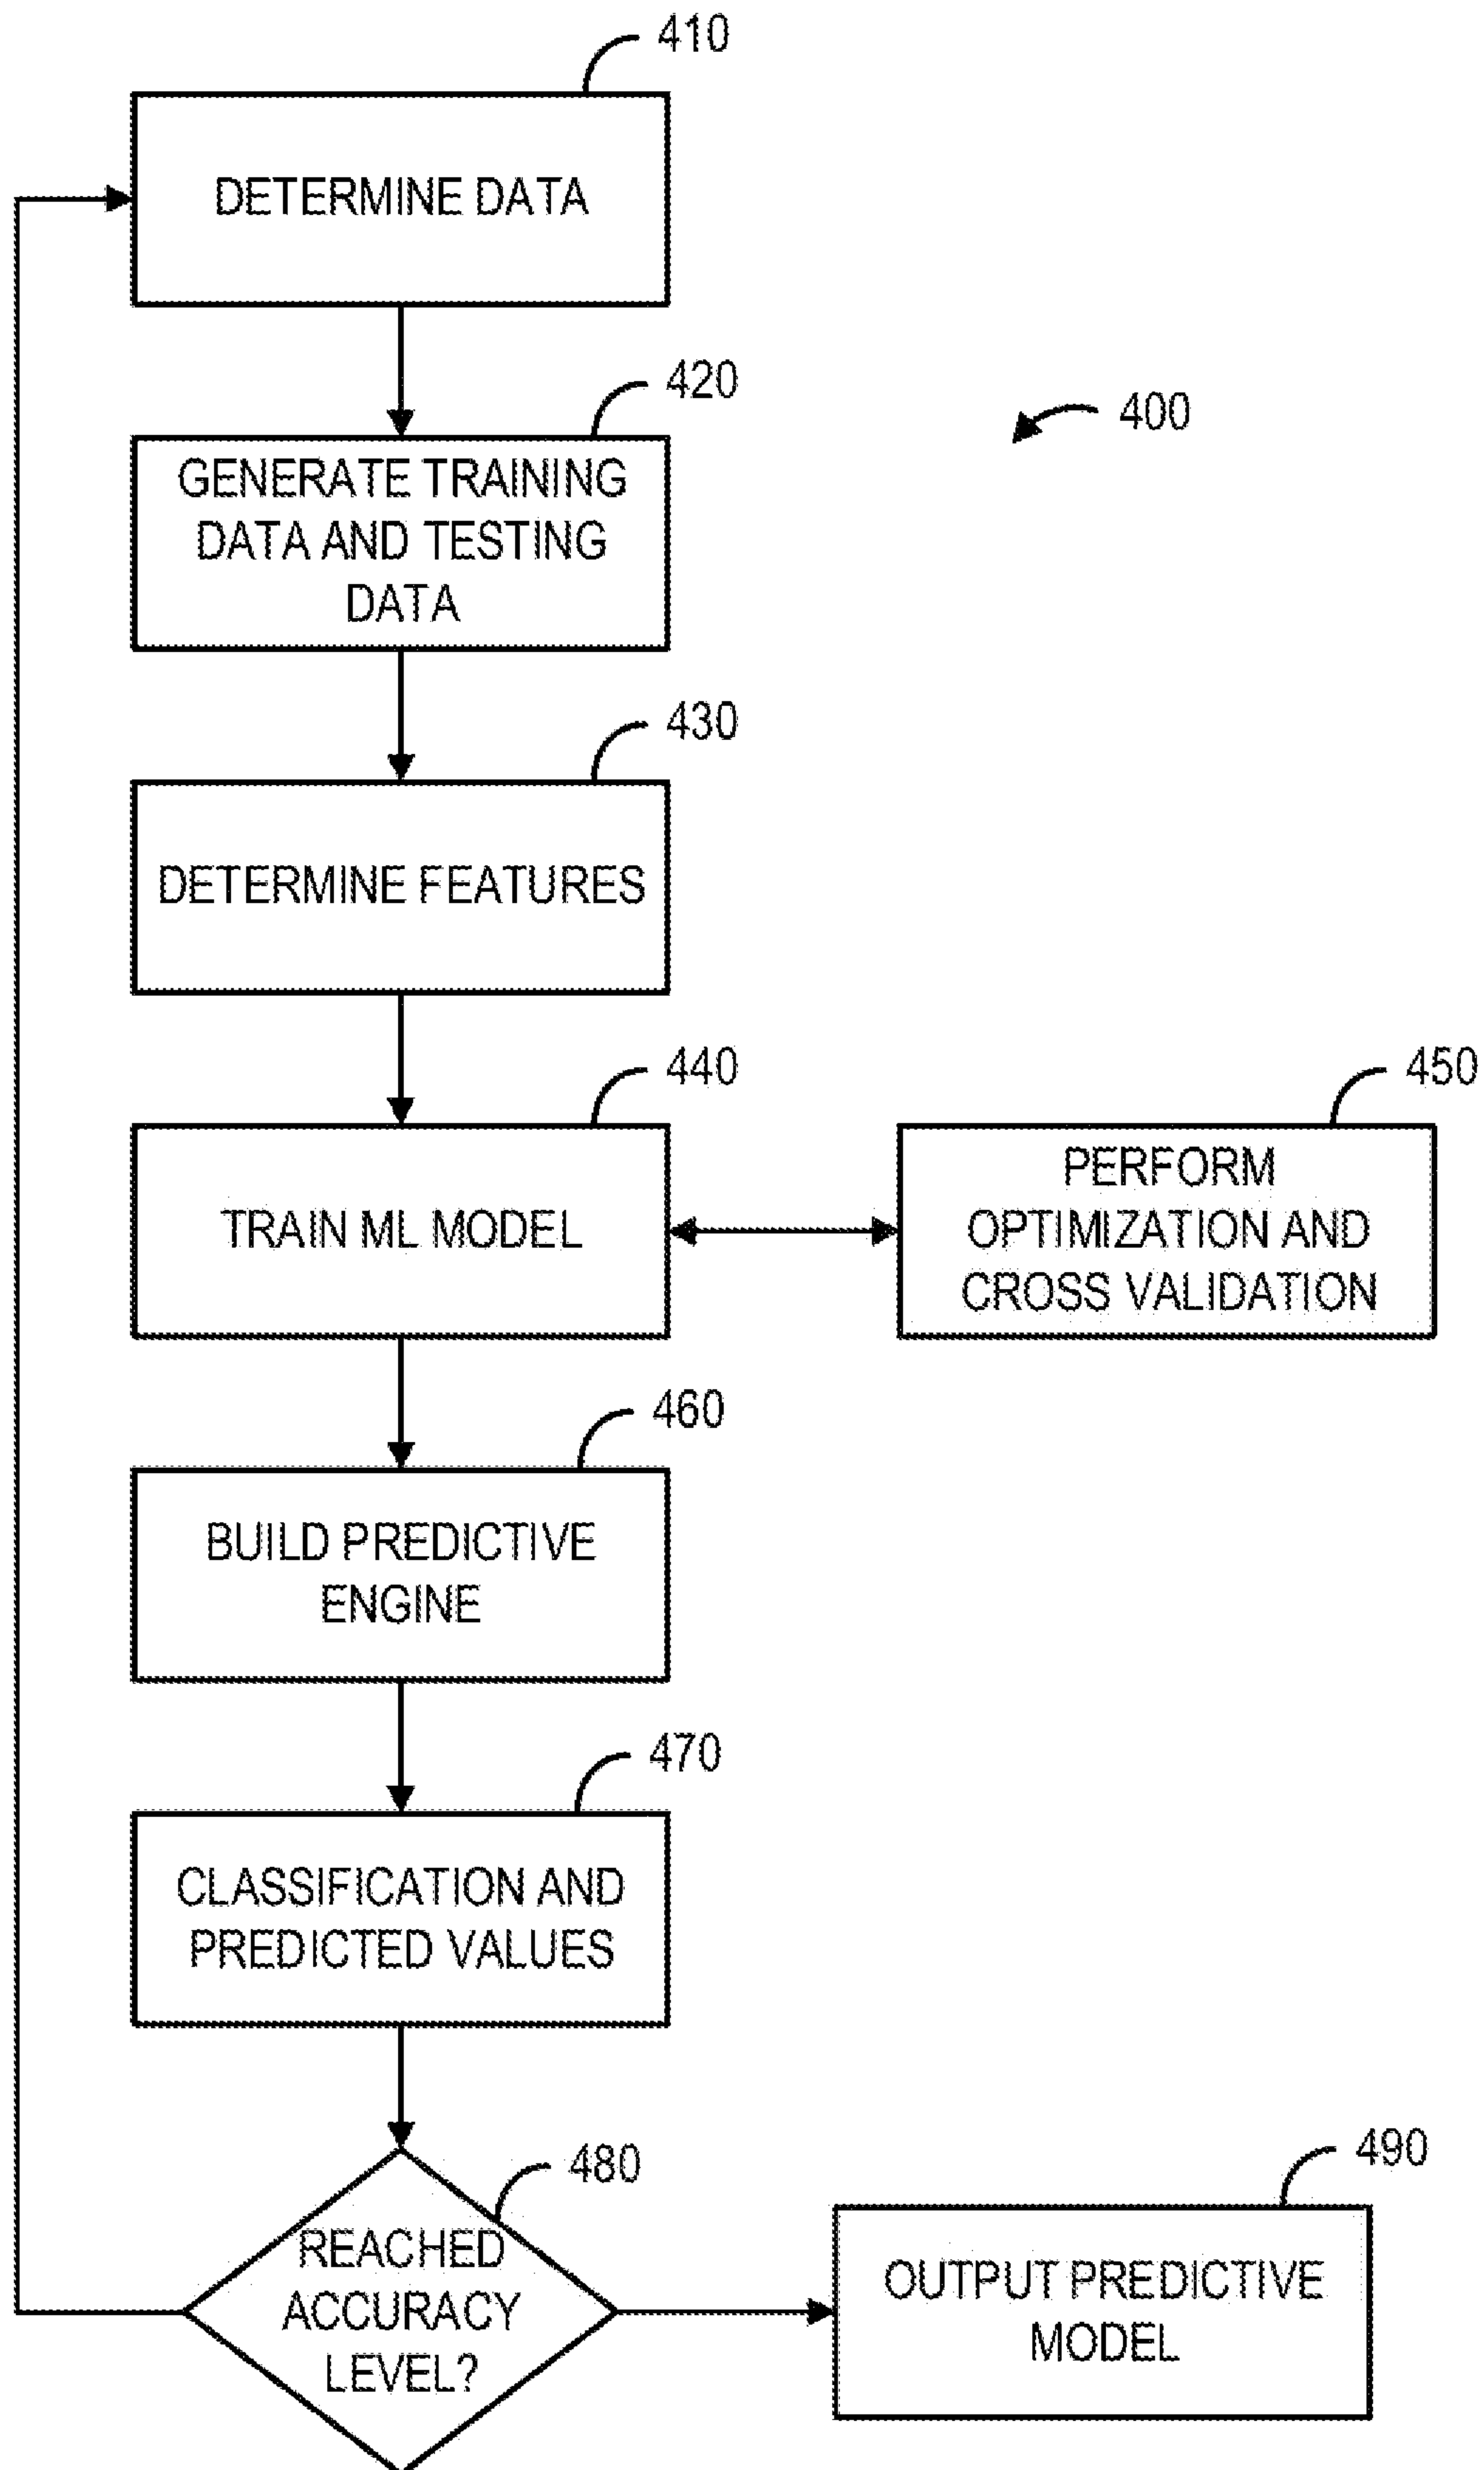 410
DETERMINE DATA
420
400
GENERATE TRAINING
DATA AND TESTING
DATA
430
DETERMINE FEATURES
440
450
TRAIN ML MODEL
PERFORM
OPTIMIZATION AND
CROSS VALIDATION
460
BUILD PREDICTIVE
ENGINE
470
CLASSIFICATION AND
PREDICTED VALUES
480
REACHED
ACCURACY
LEVEL?
490
OUTPUT PREDICTIVE
MODEL